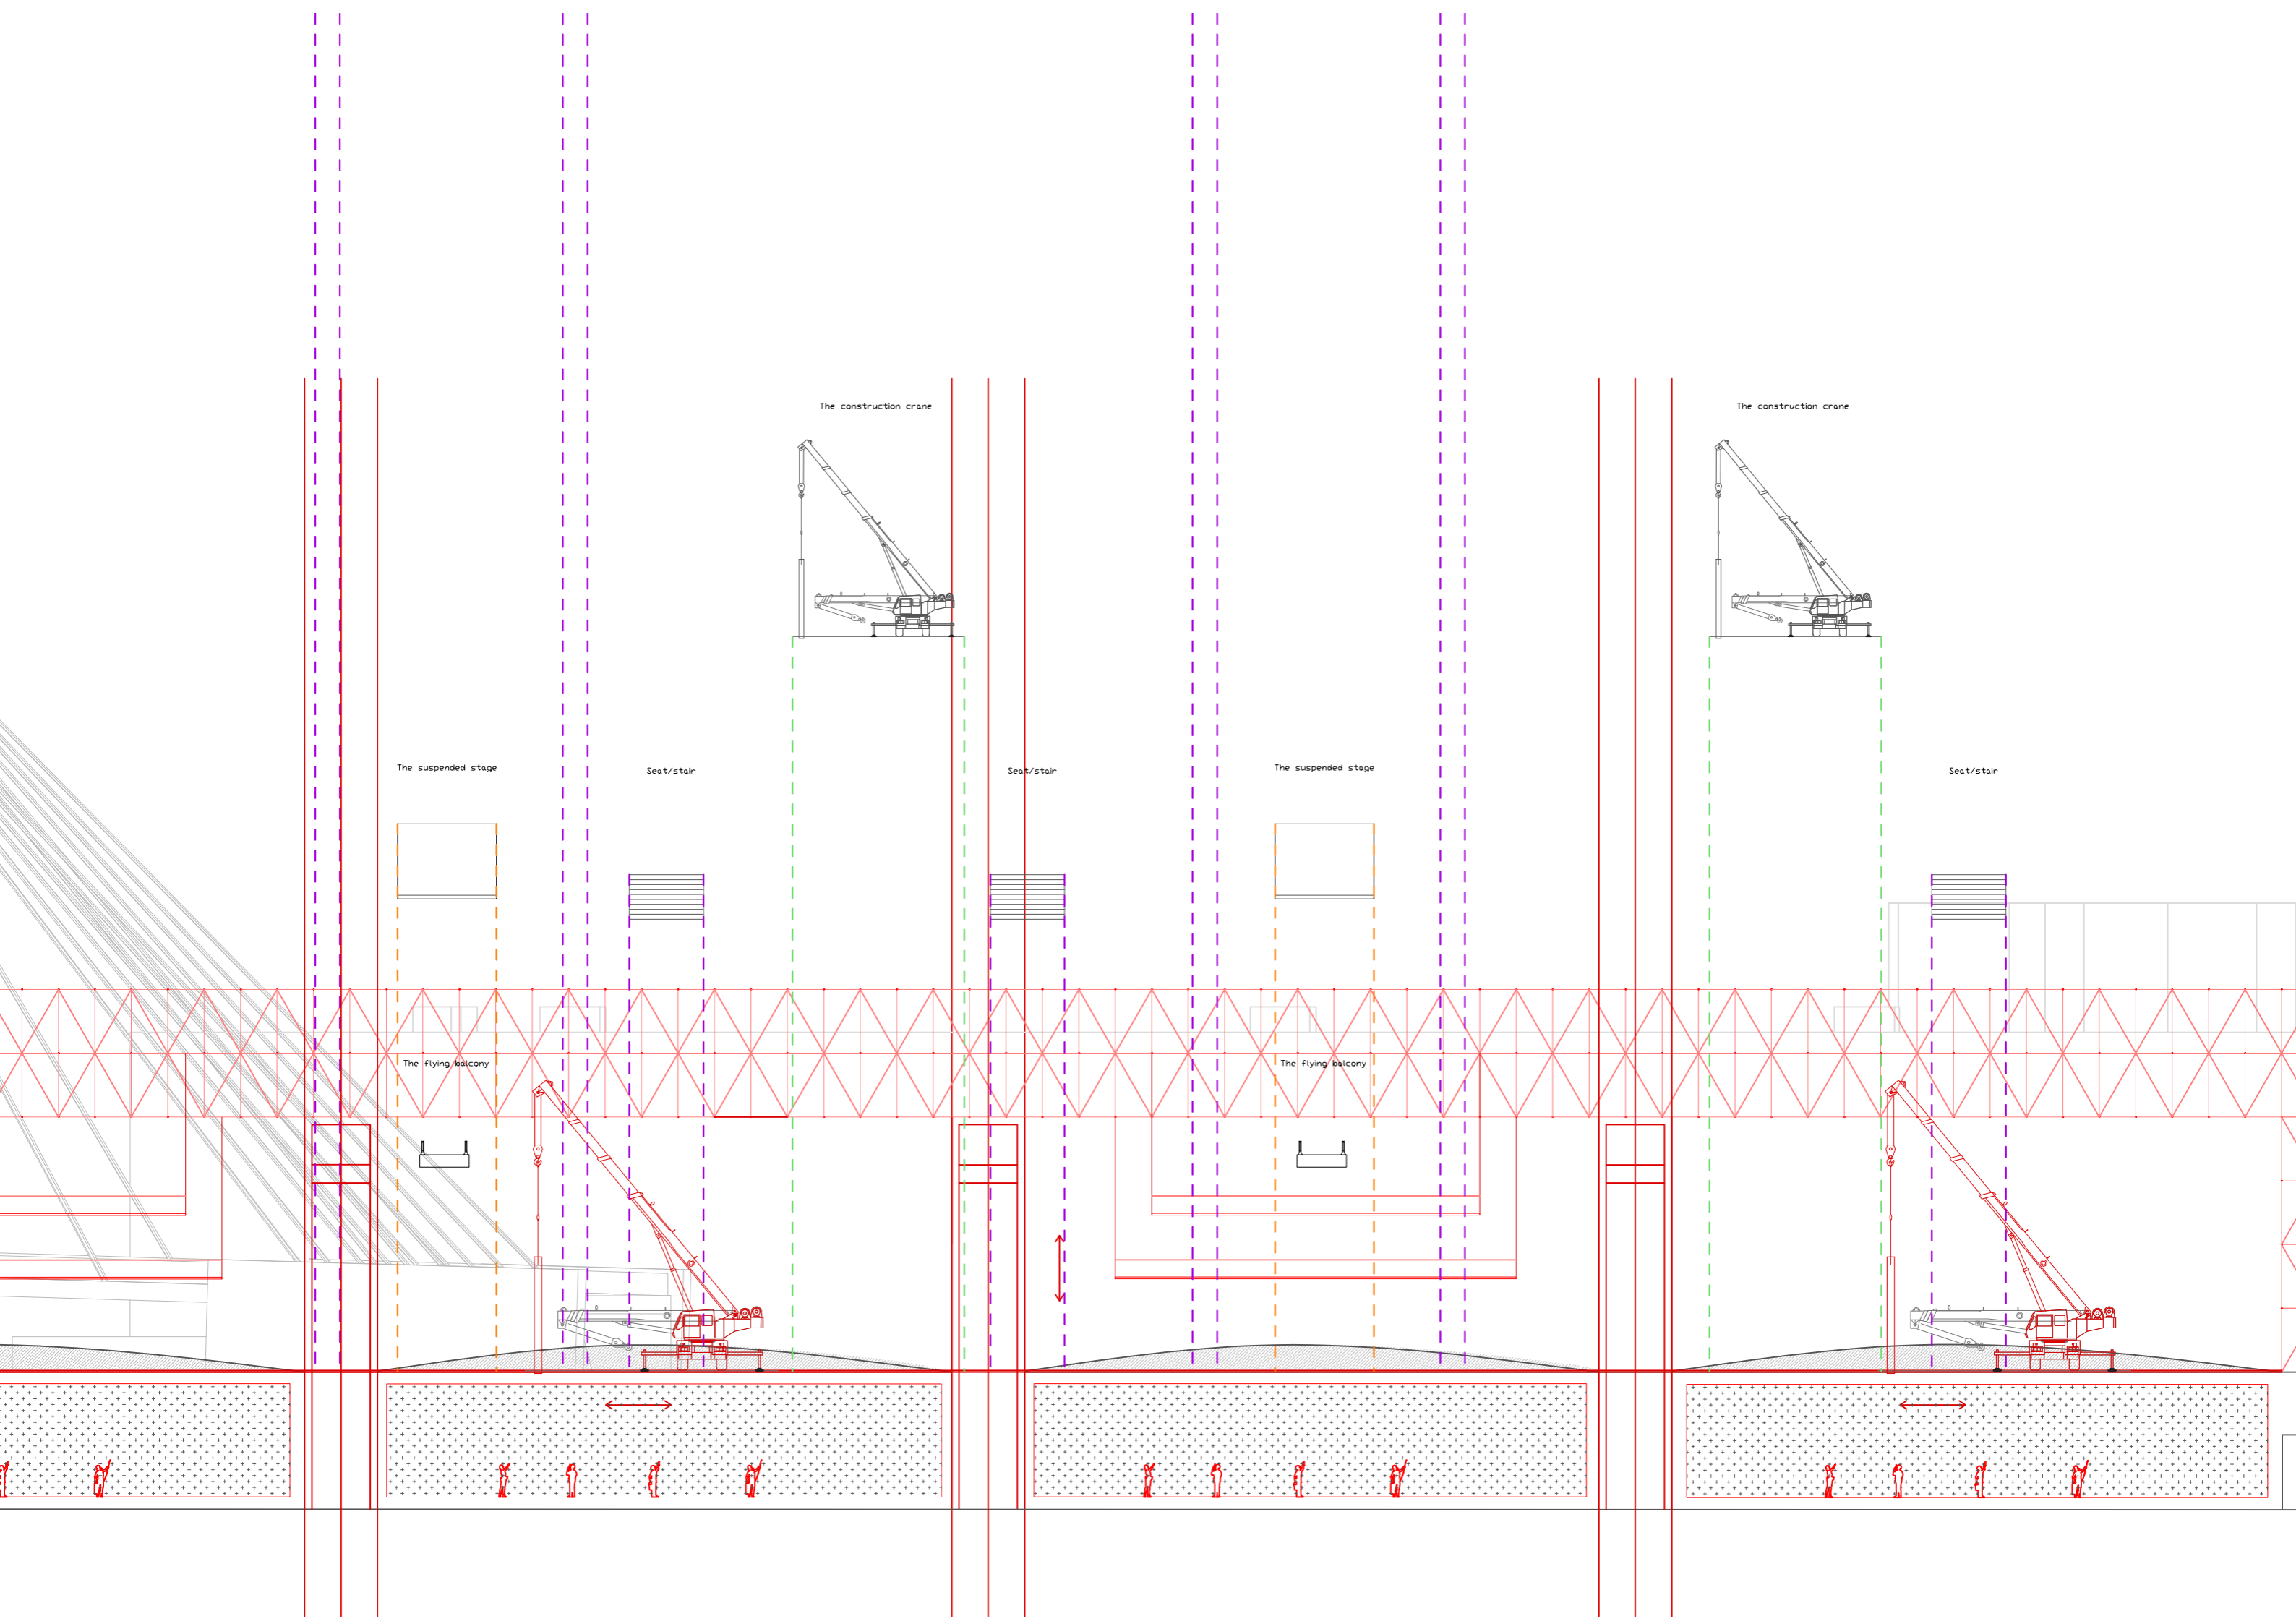 The construction crane
The construction crane
The suspended stage
Seat/stair
Seat/stair
The suspended stage
Seat/stair
The flying balcony
The flying balcony